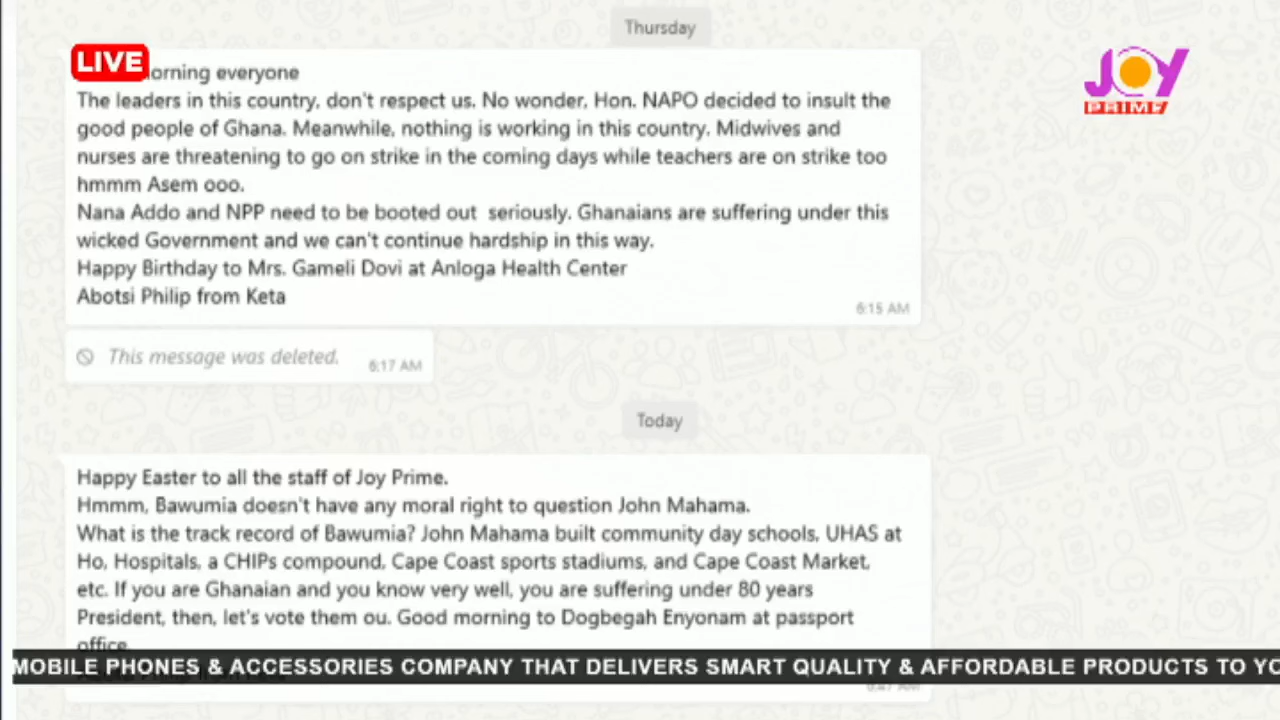 Thursday
LIVE
JOY
PRIME
orning everyone
The leaders in this country, don't respect us. No wonder, Hon. NAPO decided to insult the
good people of Ghana. Meanwhile, nothing is working in this country. Midwives and
nurses are threatening to go on strike in the coming days while teachers are on strike too
hmmm Asem ooo.
Nana Addo and NPP need to be booted out seriously. Ghanaians are suffering under this
wicked Government and we can't continue hardship in this way.
Happy Birthday to Mrs. Gameli Dovi at Anloga Health Center
Abotsi Philip from Keta
6:15 AM
This message was deleted.
6:17 AM
Today
Happy Easter to all the staff of Joy Prime.
Hmmm, Bawumia doesn't have any moral right to question John Mahama.
What is the track record of Bawumia? John Mahama built community day schools, UHAS at
Ho, Hospitals, a CHIPs compound, Cape Coast sports stadiums, and Cape Coast Market,
etc. If you are Ghanaian and you know very well, you are suffering under 80 years
President, then, let's vote them ou. Good morning to Dogbegah Enyonam at passport
office.
MOBILE PHONES & ACCESSORIES COMPANY THAT DELIVERS SMART QUALITY & AFFORDABLE PRODUCTS TO YO